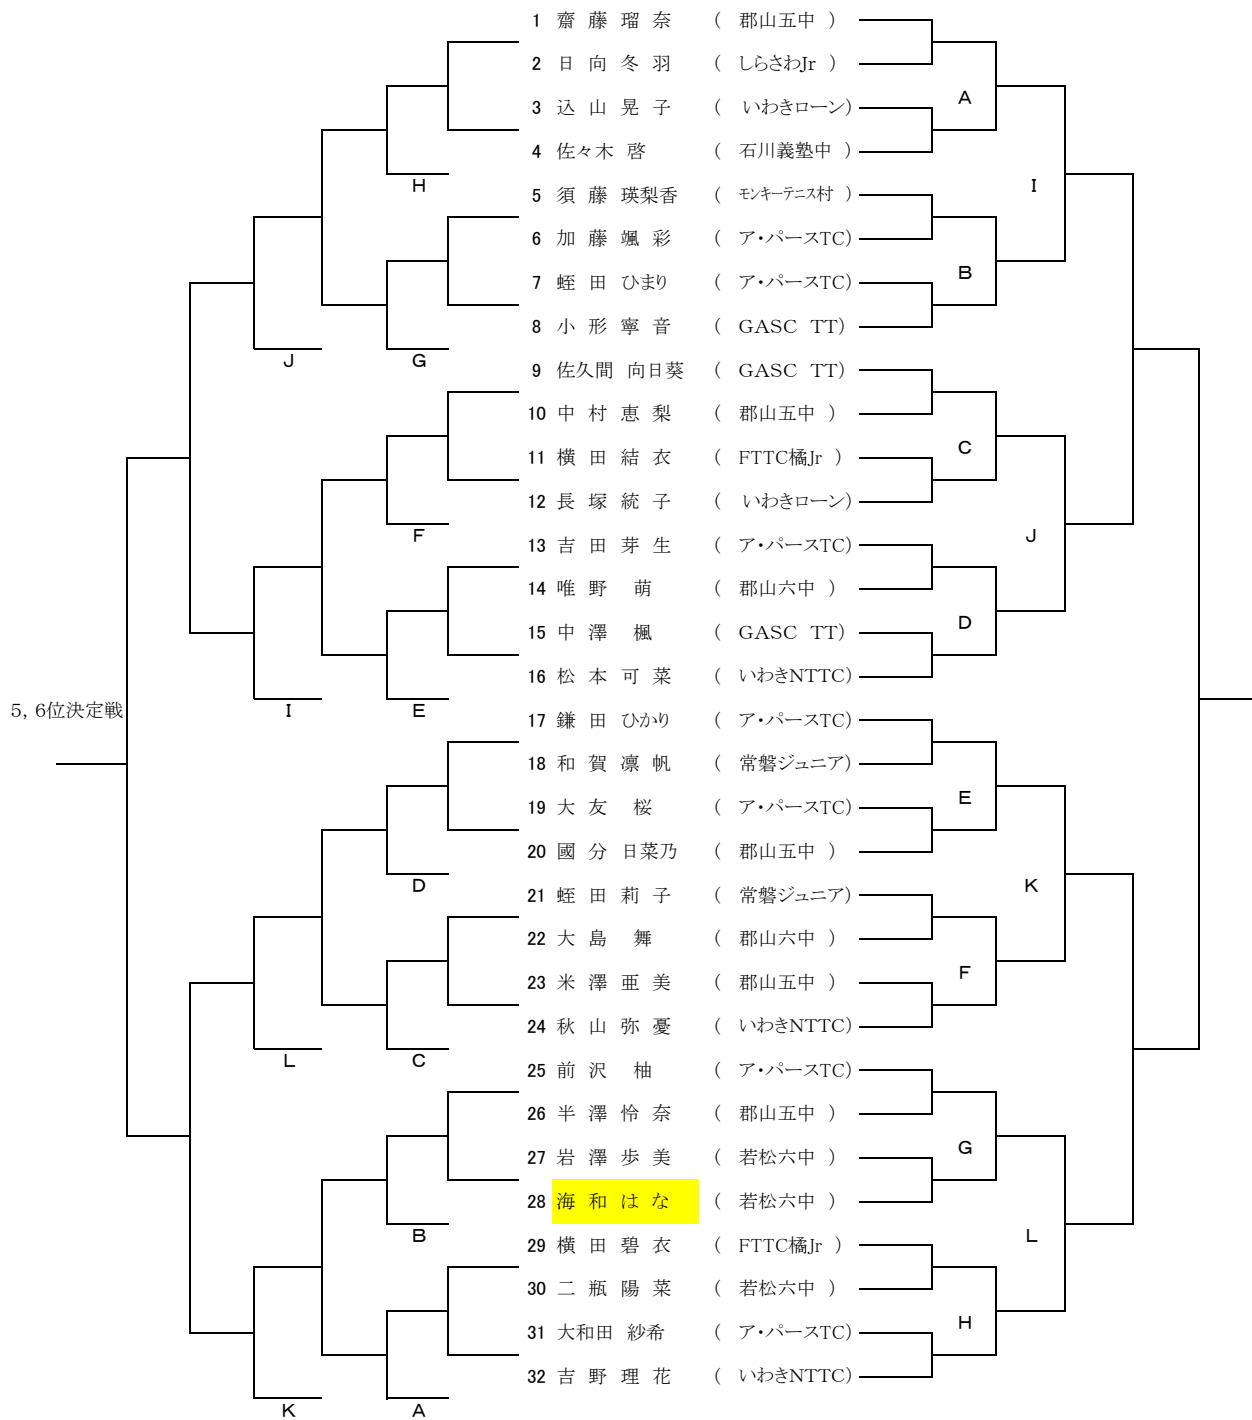 1 齋 藤 瑠 奈 ( 郡山五中 )
2 日 向 冬 羽 ( しらさわJr )
A
3 込 山 晃 子 ( いわきローン)
4 佐々木 啓 ( 石川義塾中 )
H I
5 須 藤 瑛梨香 ( モンキーテニス村 )
6 加 藤 颯 彩 ( ア・パースTC)
B
7 蛭 田 ひまり ( ア・パースTC)
8 小 形 寧 音 ( GASC TT)
J G
9 佐久間 向日葵 ( GASC TT)
10 中 村 恵 梨 ( 郡山五中 )
C
11 横 田 結 衣 ( FTTC橘Jr )
12 長 塚 統 子 ( いわきローン)
F J
13 吉 田 芽 生 ( ア・パースTC)
14 唯 野 萌 ( 郡山六中 )
D
15 中 澤 楓 ( GASC TT)
16 松 本 可 菜 ( いわきNTTC)
I E
5, 6位決定戦
17 鎌 田 ひかり ( ア・パースTC)
18 和 賀 凛 帆 ( 常磐ジュニア)
E
19 大 友 桜 ( ア・パースTC)
20 國 分 日菜乃 ( 郡山五中 )
D K
21 蛭 田 莉 子 ( 常磐ジュニア)
22 大 島 舞 ( 郡山六中 )
F
23 米 澤 亜 美 ( 郡山五中 )
24 秋 山 弥 憂 ( いわきNTTC)
L C
25 前 沢 柚 ( ア・パースTC)
26 半 澤 怜 奈 ( 郡山五中 )
G
27 岩 澤 歩 美 ( 若松六中 )
28 海 和 は な ( 若松六中 )
B L
29 横 田 碧 衣 ( FTTC橘Jr )
30 二 瓶 陽 菜 ( 若松六中 )
H
31 大和田 紗希 ( ア・パースTC)
32 吉 野 理 花 ( いわきNTTC)
K A